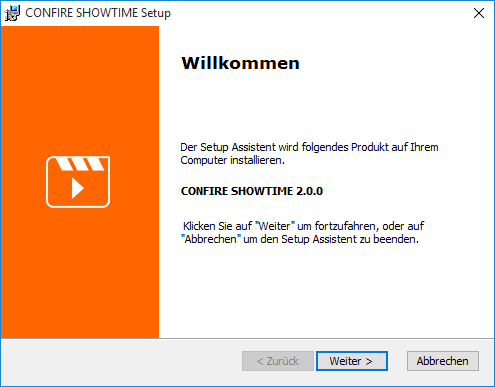 CONFIRE SHOWTIME Setup
Willkommen
Der Setup Assistent wird folgendes Produkt auf Ihrem
Computer installieren.
CONFIRE SHOWTIME 2.0.0
Klicken Sie auf "Weiter" um fortzufahren, oder auf
"Abbrechen" um den Setup Assistent zu beenden.
< Zurück Weiter > Abbrechen